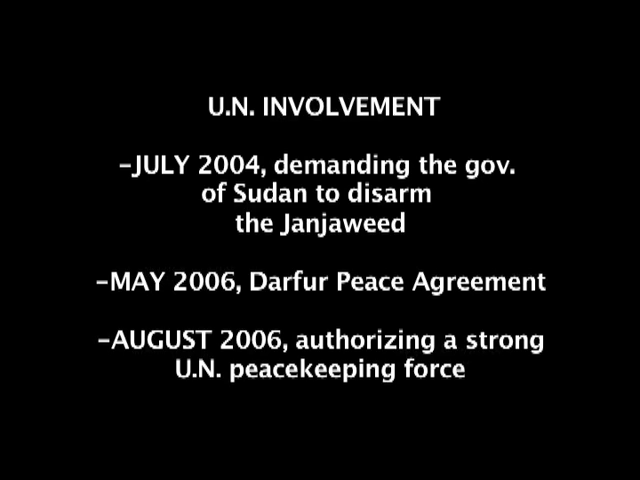 U.N. INVOLVEMENT
-JULY 2004, demanding the gov.
of Sudan to disarm
the Janjaweed
-MAY 2006, Darfur Peace Agreement
-AUGUST 2006, authorizing a strong
U.N. peacekeeping force